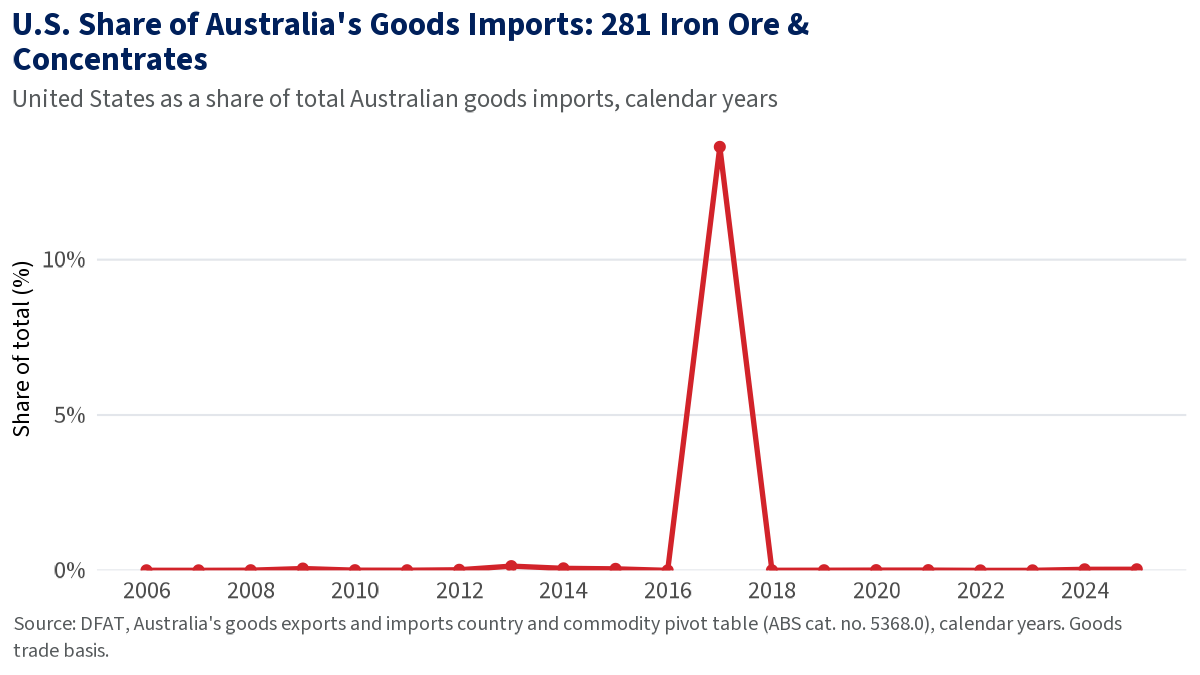 U.S. Share of Australia's Goods Imports: 281 Iron Ore &
Concentrates
United States as a share of total Australian goods imports, calendar years
Share of total (%)
10%
5%
0%
2006 2008 2010 2012 2014 2016 2018 2020 2022 2024
Source: DFAT, Australia's goods exports and imports country and commodity pivot table (ABS cat. no. 5368.0), calendar years. Goods
trade basis.